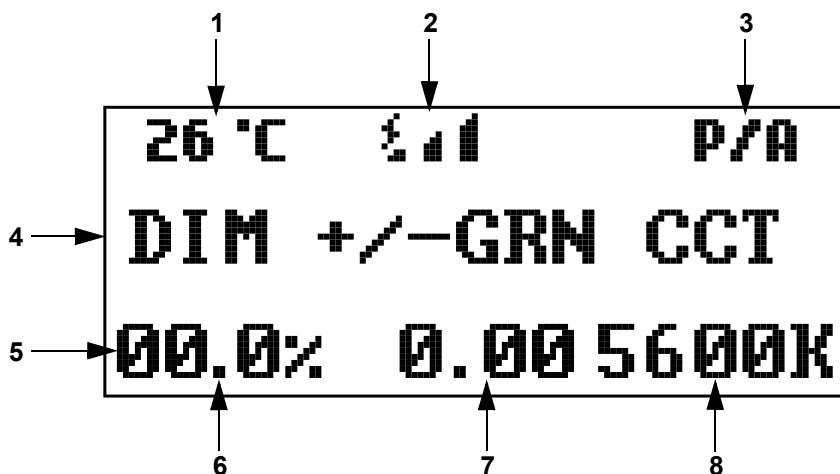 1 2 3
26 °C P/A
4 DIM +/-GRN CCT
5 00.0% 0.00 5600K
6 7 8